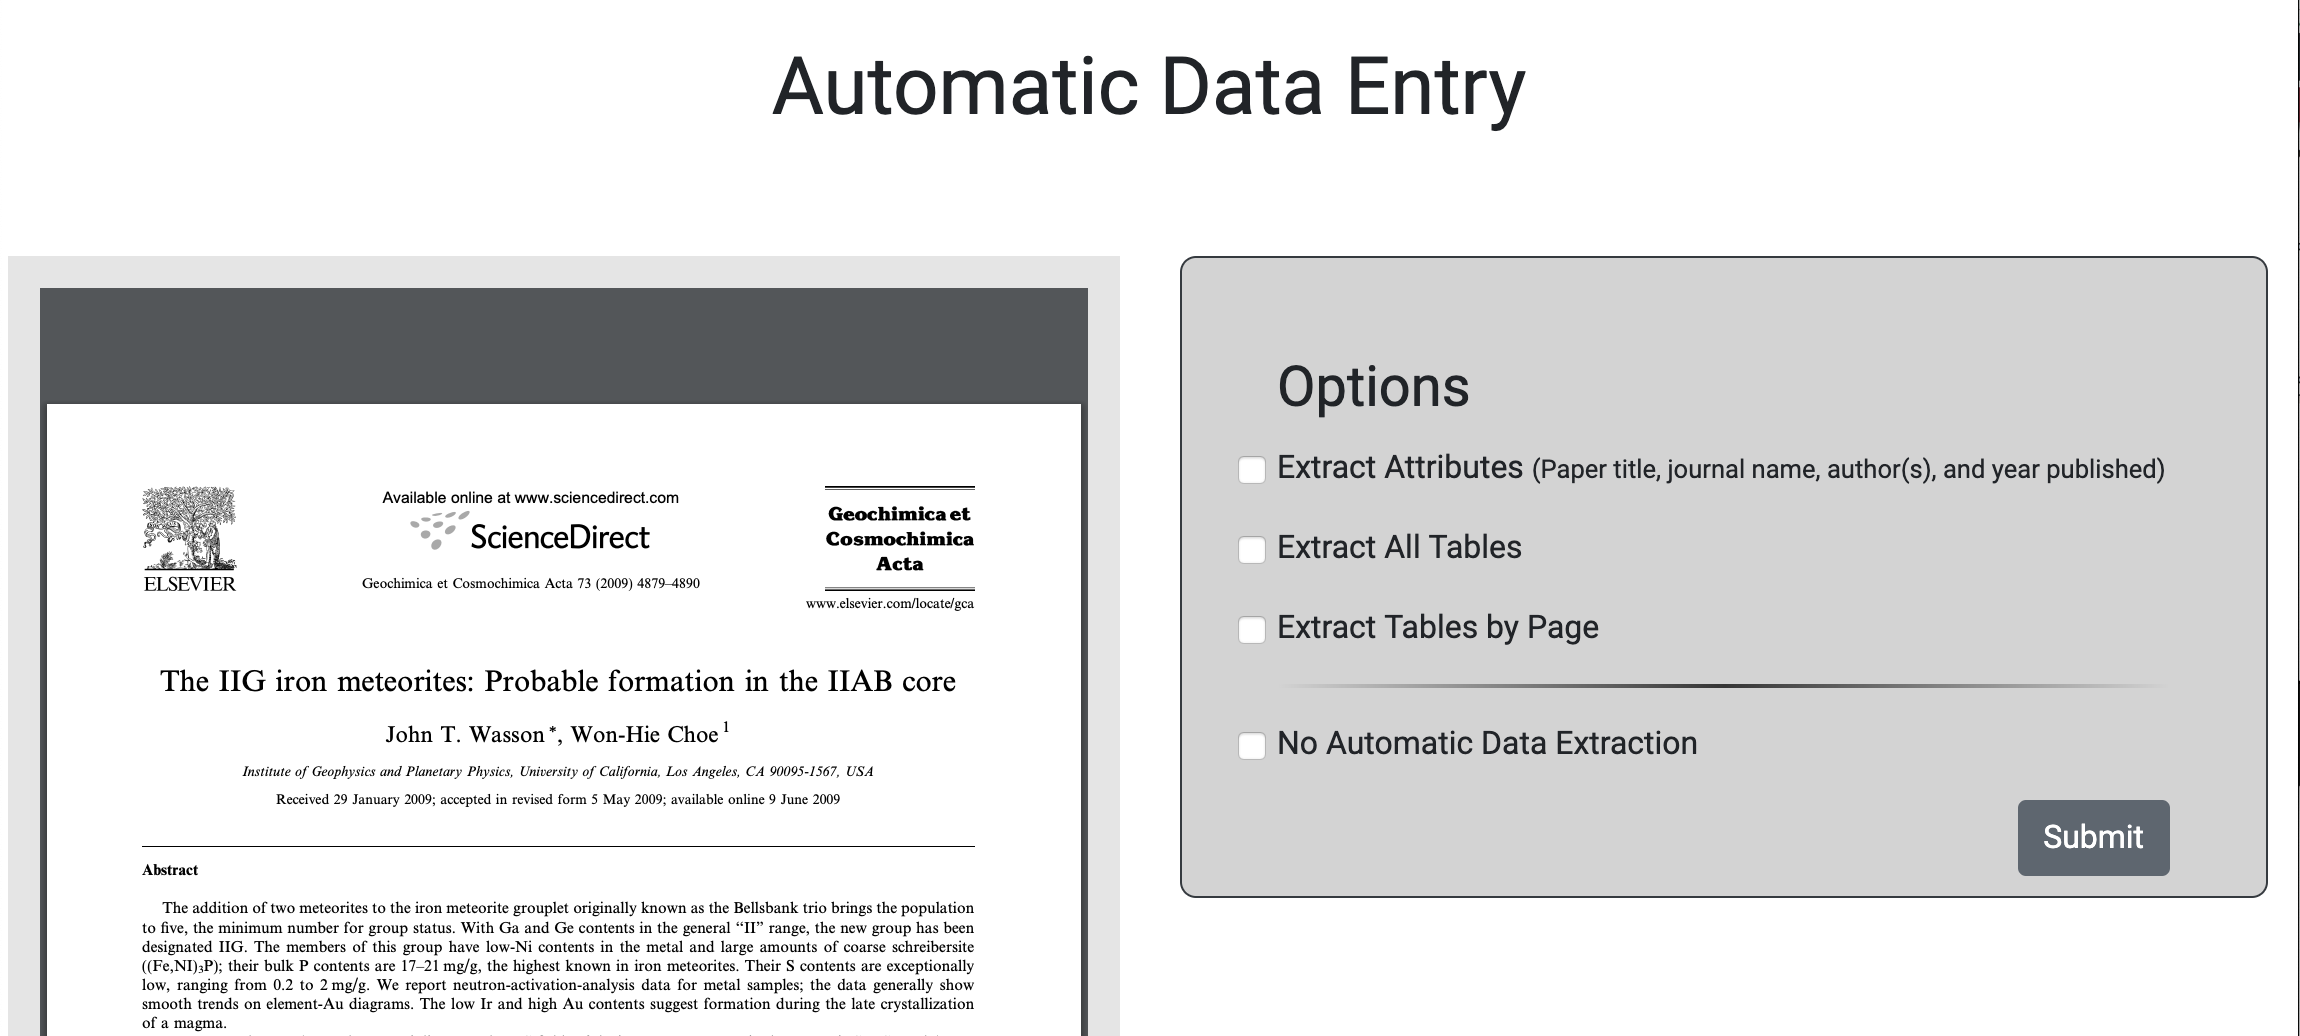 Automatic Data Entry
Available online at www.sciencedirect.com
ScienceDirect
Geochimica et Cosmochimica Acta 73 (2009) 4879–4890
Geochimica et
Cosmochimica
Acta
www.elsevier.com/locate/gca
ELSEVIER
The IIG iron meteorites: Probable formation in the IIAB core
John T. Wasson *, Won-Hie Choe 1
Institute of Geophysics and Planetary Physics, University of California, Los Angeles, CA 90095-1567, USA
Received 29 January 2009; accepted in revised form 5 May 2009; available online 9 June 2009
Abstract
The addition of two meteorites to the iron meteorite grouplet originally known as the Bellsbank trio brings the population
to five, the minimum number for group status. With Ga and Ge contents in the general “II” range, the new group has been
designated IIG. The members of this group have low-Ni contents in the metal and large amounts of coarse schreibersite
((Fe,NI)3P); their bulk P contents are 17–21 mg/g, the highest known in iron meteorites. Their S contents are exceptionally
low, ranging from 0.2 to 2 mg/g. We report neutron-activation-analysis data for metal samples; the data generally show
smooth trends on element-Au diagrams. The low Ir and high Au contents suggest formation during the late crystallization
of a magma.
Options
Extract Attributes (Paper title, journal name, author(s), and year published)
Extract All Tables
Extract Tables by Page
No Automatic Data Extraction
Submit